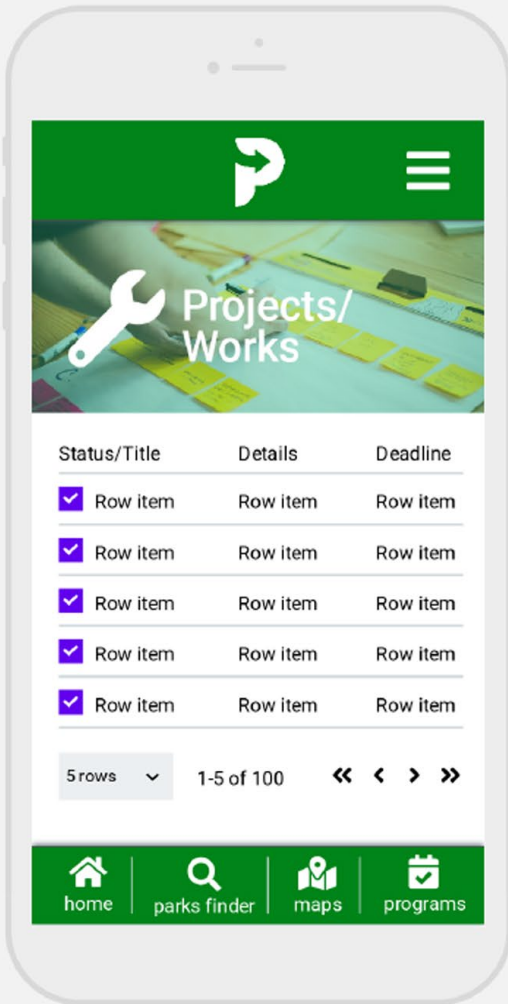 P
Projects/
Works
Status/Title Details Deadline
Row item Row item Row item
Row item Row item Row item
Row item Row item Row item
Row item Row item Row item
Row item Row item Row item
5 rows 1-5 of 100
home parks finder maps programs